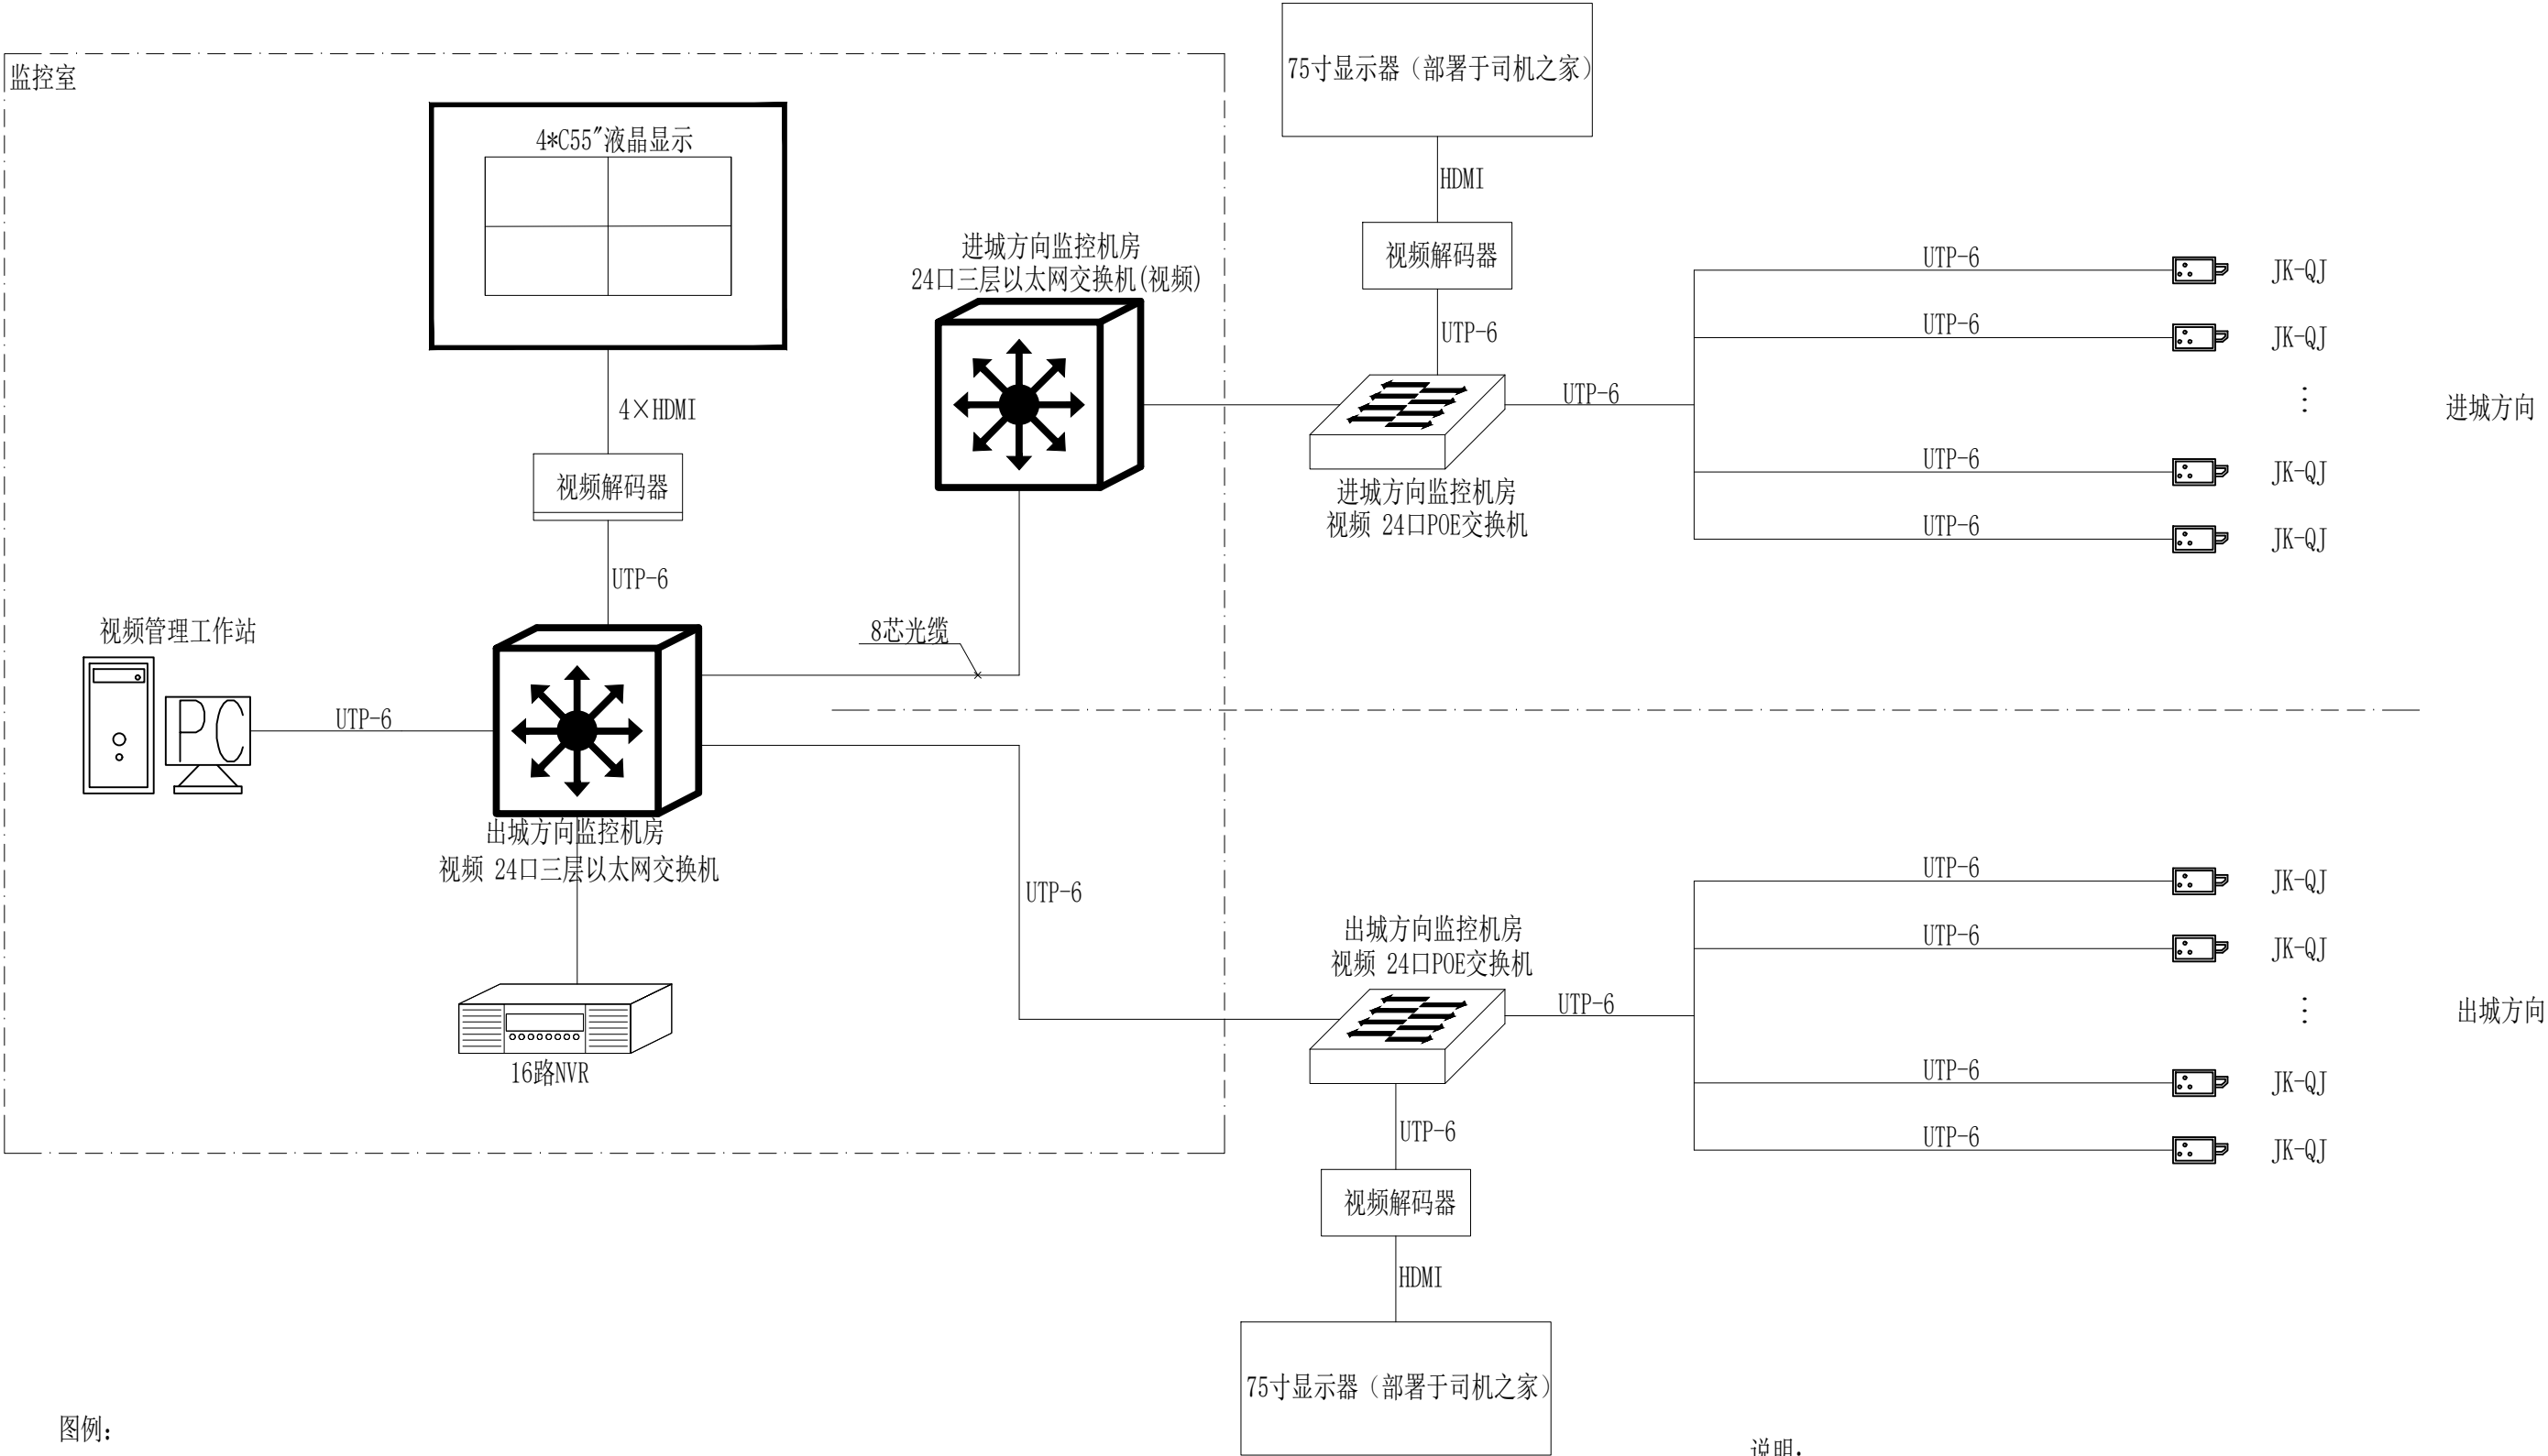 监控室
4*C55"液晶显示
4×HDMI
视频解码器
UTP-6
视频管理工作站
PC
UTP-6
出城方向监控机房
视频 24口三层以太网交换机
16路NVR
进城方向监控机房
24口三层以太网交换机(视频)
8芯光缆
UTP-6
75寸显示器（部署于司机之家）
HDMI
视频解码器
UTP-6
进城方向监控机房
视频 24口POE交换机
UTP-6
UTP-6 JK-QJ
UTP-6 JK-QJ
UTP-6 JK-QJ
UTP-6 JK-QJ
进城方向
出城方向监控机房
视频 24口POE交换机
UTP-6
UTP-6 JK-QJ
UTP-6 JK-QJ
UTP-6 JK-QJ
UTP-6 JK-QJ
出城方向
UTP-6
视频解码器
HDMI
75寸显示器（部署于司机之家）
图例:
说明: